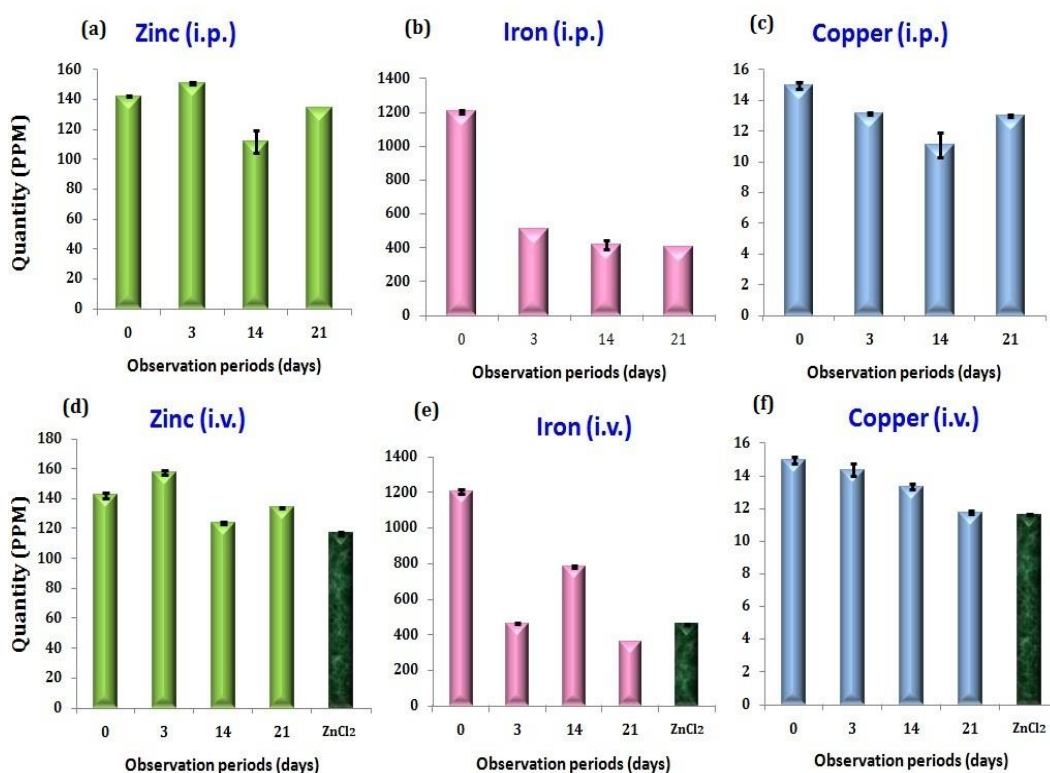 (a) Zinc (i.p.)
Quantity (PPM)
160
140
120
100
80
60
40
20
0
0 3 14 21
Observation periods (days)
(b) Iron (i.p.)
1400
1200
1000
800
600
400
200
0
0 3 14 21
Observation periods (days)
(c) Copper (i.p.)
16
14
12
10
8
6
4
2
0
0 3 14 21
Observation periods (days)
(d) Zinc (i.v.)
Quantity (PPM)
180
160
140
120
100
80
60
40
20
0
0 3 14 21 ZnCl2
Observation periods (days)
(e) Iron (i.v.)
1400
1200
1000
800
600
400
200
0
0 3 14 21 ZnCl2
Observation periods (days)
(f) Copper (i.v.)
16
14
12
10
8
6
4
2
0
0 3 14 21 ZnCl2
Observation periods (days)